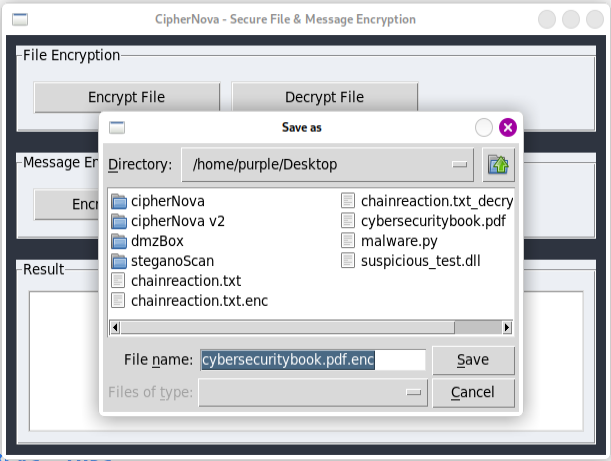 CipherNova - Secure File & Message Encryption
File Encryption
Encrypt File
Decrypt File
Save as
Directory:
/home/purple/Desktop
cipherNova
cipherNova v2
dmzBox
steganoScan
chainreaction.txt
chainreaction.txt.enc
chainreaction.txt_decry
cybersecuritybook.pdf
malware.py
suspicious_test.dll
File name:
cybersecuritybook.pdf.enc
Save
Files of type:
Cancel
Message En
Encr
Result